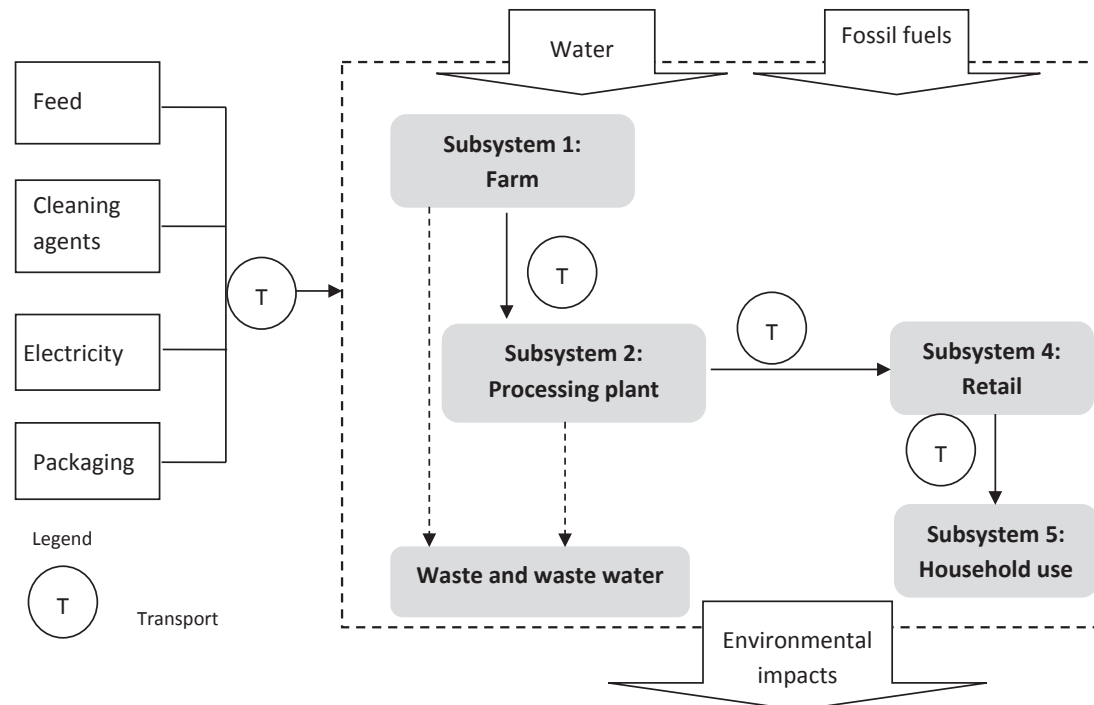 Water
Fossil fuels
Feed
Cleaning
agents
Electricity
Packaging
T
Subsystem 1:
Farm
T
Subsystem 2:
Processing plant
T
Subsystem 4:
Retail
T
Subsystem 5:
Household use
Waste and waste water
Environmental
impacts
Legend
T
Transport